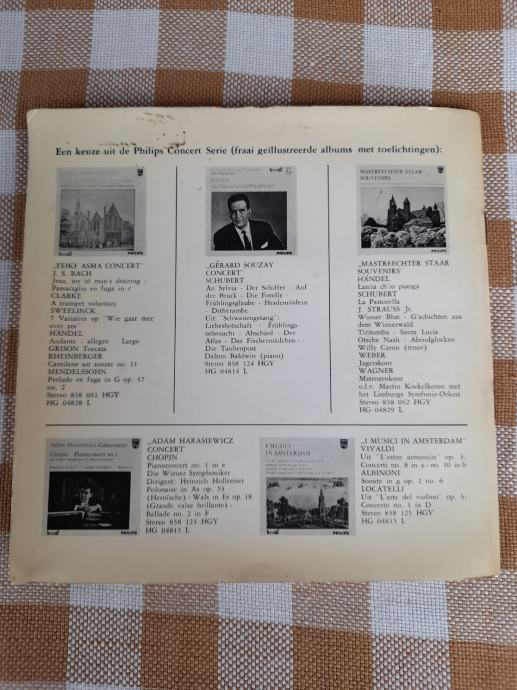 Een keuze uit de Philips Concert Serie (fraai geïllustreerde albums met toelichtingen):
„FEIKE ASMA CONCERT"
J. S. BACH
Jesu, joy of man's desiring -
Passacaglia en fuga in c
CLARKE
A trumpet voluntary
SWEELINCK
7 Variaties op "Wie gaat mee
over zee"
HÄNDEL
Andante - allegro Largo
GRISON Toccata
RHEINBERGER
Cantilene uit sonate no. 11
MENDELSSOHN
Prelude en fuga in G op. 37
no. 2
Stereo 838 061 HGY
HG 04828 L
„GÉRARD SOUZAY
CONCERT"
SCHUBERT
An Sylvia - Der Schiffer - Auf
der Bruck - Die Forelle -
Frühlingsglaube - Heidenröslein
- Dithyrambe
Uit "Schwanengesang":
Liebesbotschaft - Frühlings-
sehnsucht - Abschied - Der
Atlas - Das Fischermädchen -
Die Taubenpost
Dalton Baldwin (piano)
Stereo 838 124 HGY
HG 04814 L
MASTREECHTER STAAR
SOUVENIRS
PHILIPS
„MASTREECHTER STAAR
SOUVENIRS"
HÄNDEL
Lascia ch'io pianga
SCHUBERT
La Pastorella
J. STRAUSS Jr.
Wiener Blut - G'schichten aus
dem Wienerwald
Tiritomba - Santa Lucia
Otsche Nash - Abendglocken
Willy Caron (tenor)
WEBER
Jagerskoor
WAGNER
Matrozenkoor
o.l.v. Martin Koekelkoren met
het Limburgs Symfonie-Orkest
Stereo 838 062 HGY
HG 04829 L
Adam Harasiewicz-Galaconcert
Chopin Pianoconcert no.1
PHILIPS
„ADAM HARASIEWICZ
CONCERT"
CHOPIN
Pianoconcert no. 1 in e
Die Wiener Symphoniker
Dirigent: Heinrich Hollreiser
Polonaise in As op. 53
(Heroische) - Wals in Es op. 18
(Grande valse brillante) -
Ballade no. 2 in F
Stereo 838 125 HGY
HG 04815 L
I MUSICI
IN AMSTERDAM
PHILIPS
„I MUSICI IN AMSTERDAM"
VIVALDI
Uit "L'estro armonico" op. 3:
Concerti no. 8 in a - no. 10 in b
ALBINONI
Sonate in g op. 2 no. 6
LOCATELLI
Uit "L'arte del violino" op. 3:
Concerto no. 1 in D
Stereo 838 125 HGY
HG 04815 L